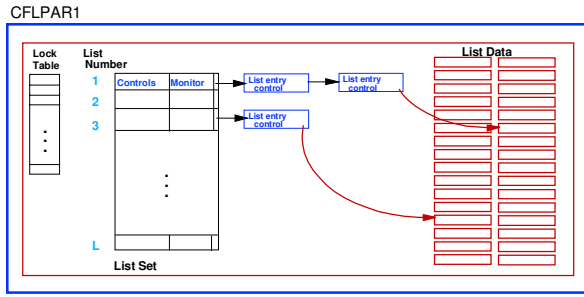 CFLPAR1
Lock
Table
List
Number
List Data
1
Controls
Monitor
List entry
control
List entry
control
2
3
List entry
control
L
List Set